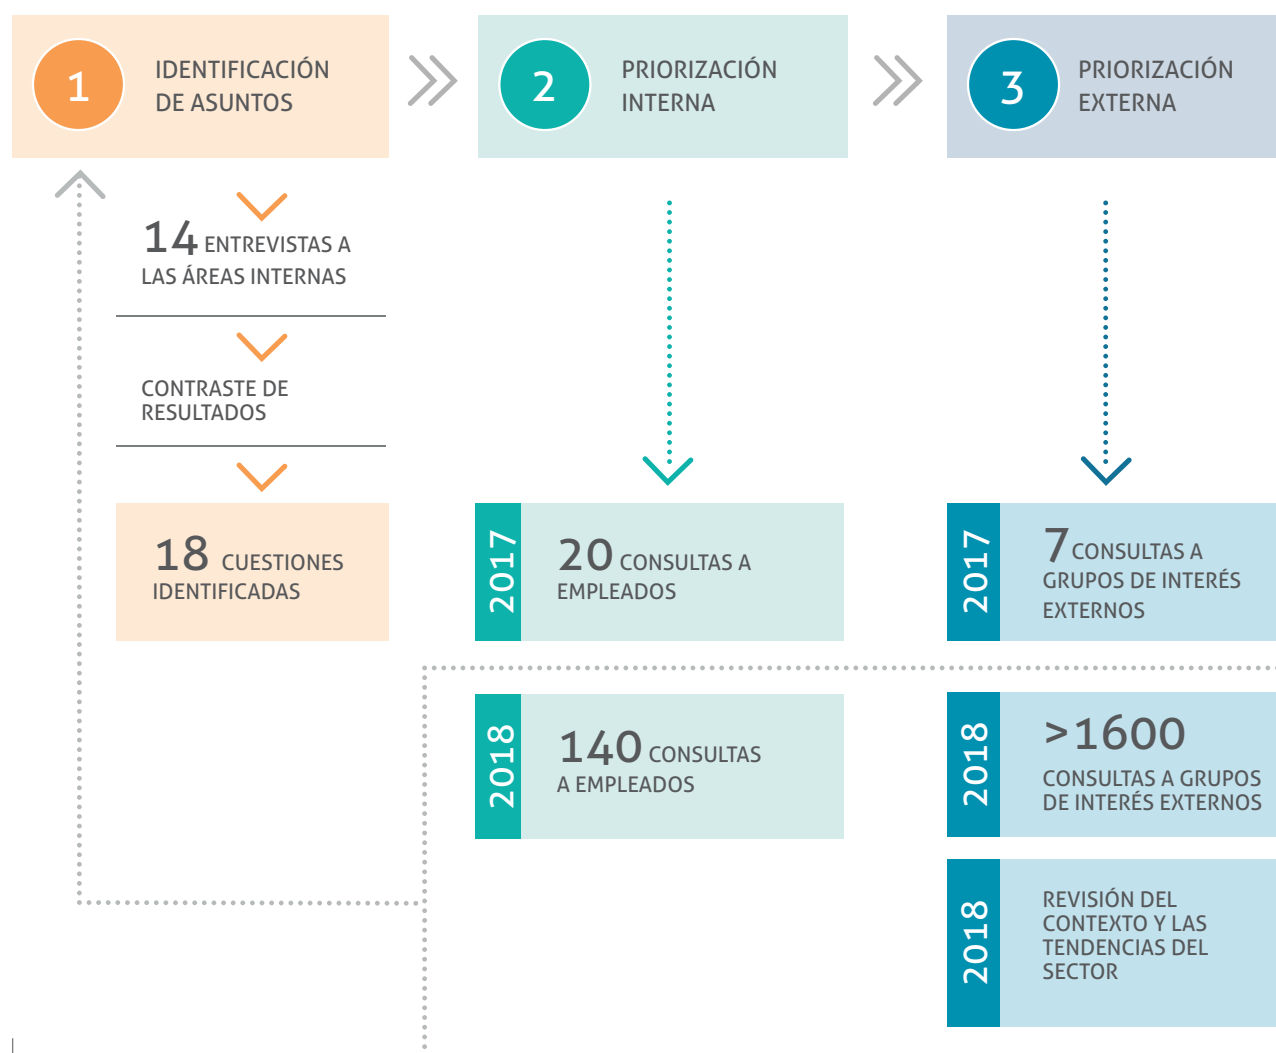 1
IDENTIFICACIÓN
DE ASUNTOS
2
PRIORIZACIÓN
INTERNA
3
PRIORIZACIÓN
EXTERNA
14 ENTREVISTAS A
LAS ÁREAS INTERNAS
CONTRASTE DE
RESULTADOS
18 CUESTIONES
IDENTIFICADAS
2017
20 CONSULTAS A
EMPLEADOS
2017
7 CONSULTAS A
GRUPOS DE INTERÉS
EXTERNOS
2018
140 CONSULTAS
A EMPLEADOS
2018
>1600
CONSULTAS A GRUPOS
DE INTERÉS EXTERNOS
2018
REVISIÓN DEL
CONTEXTO Y LAS
TENDENCIAS DEL
SECTOR